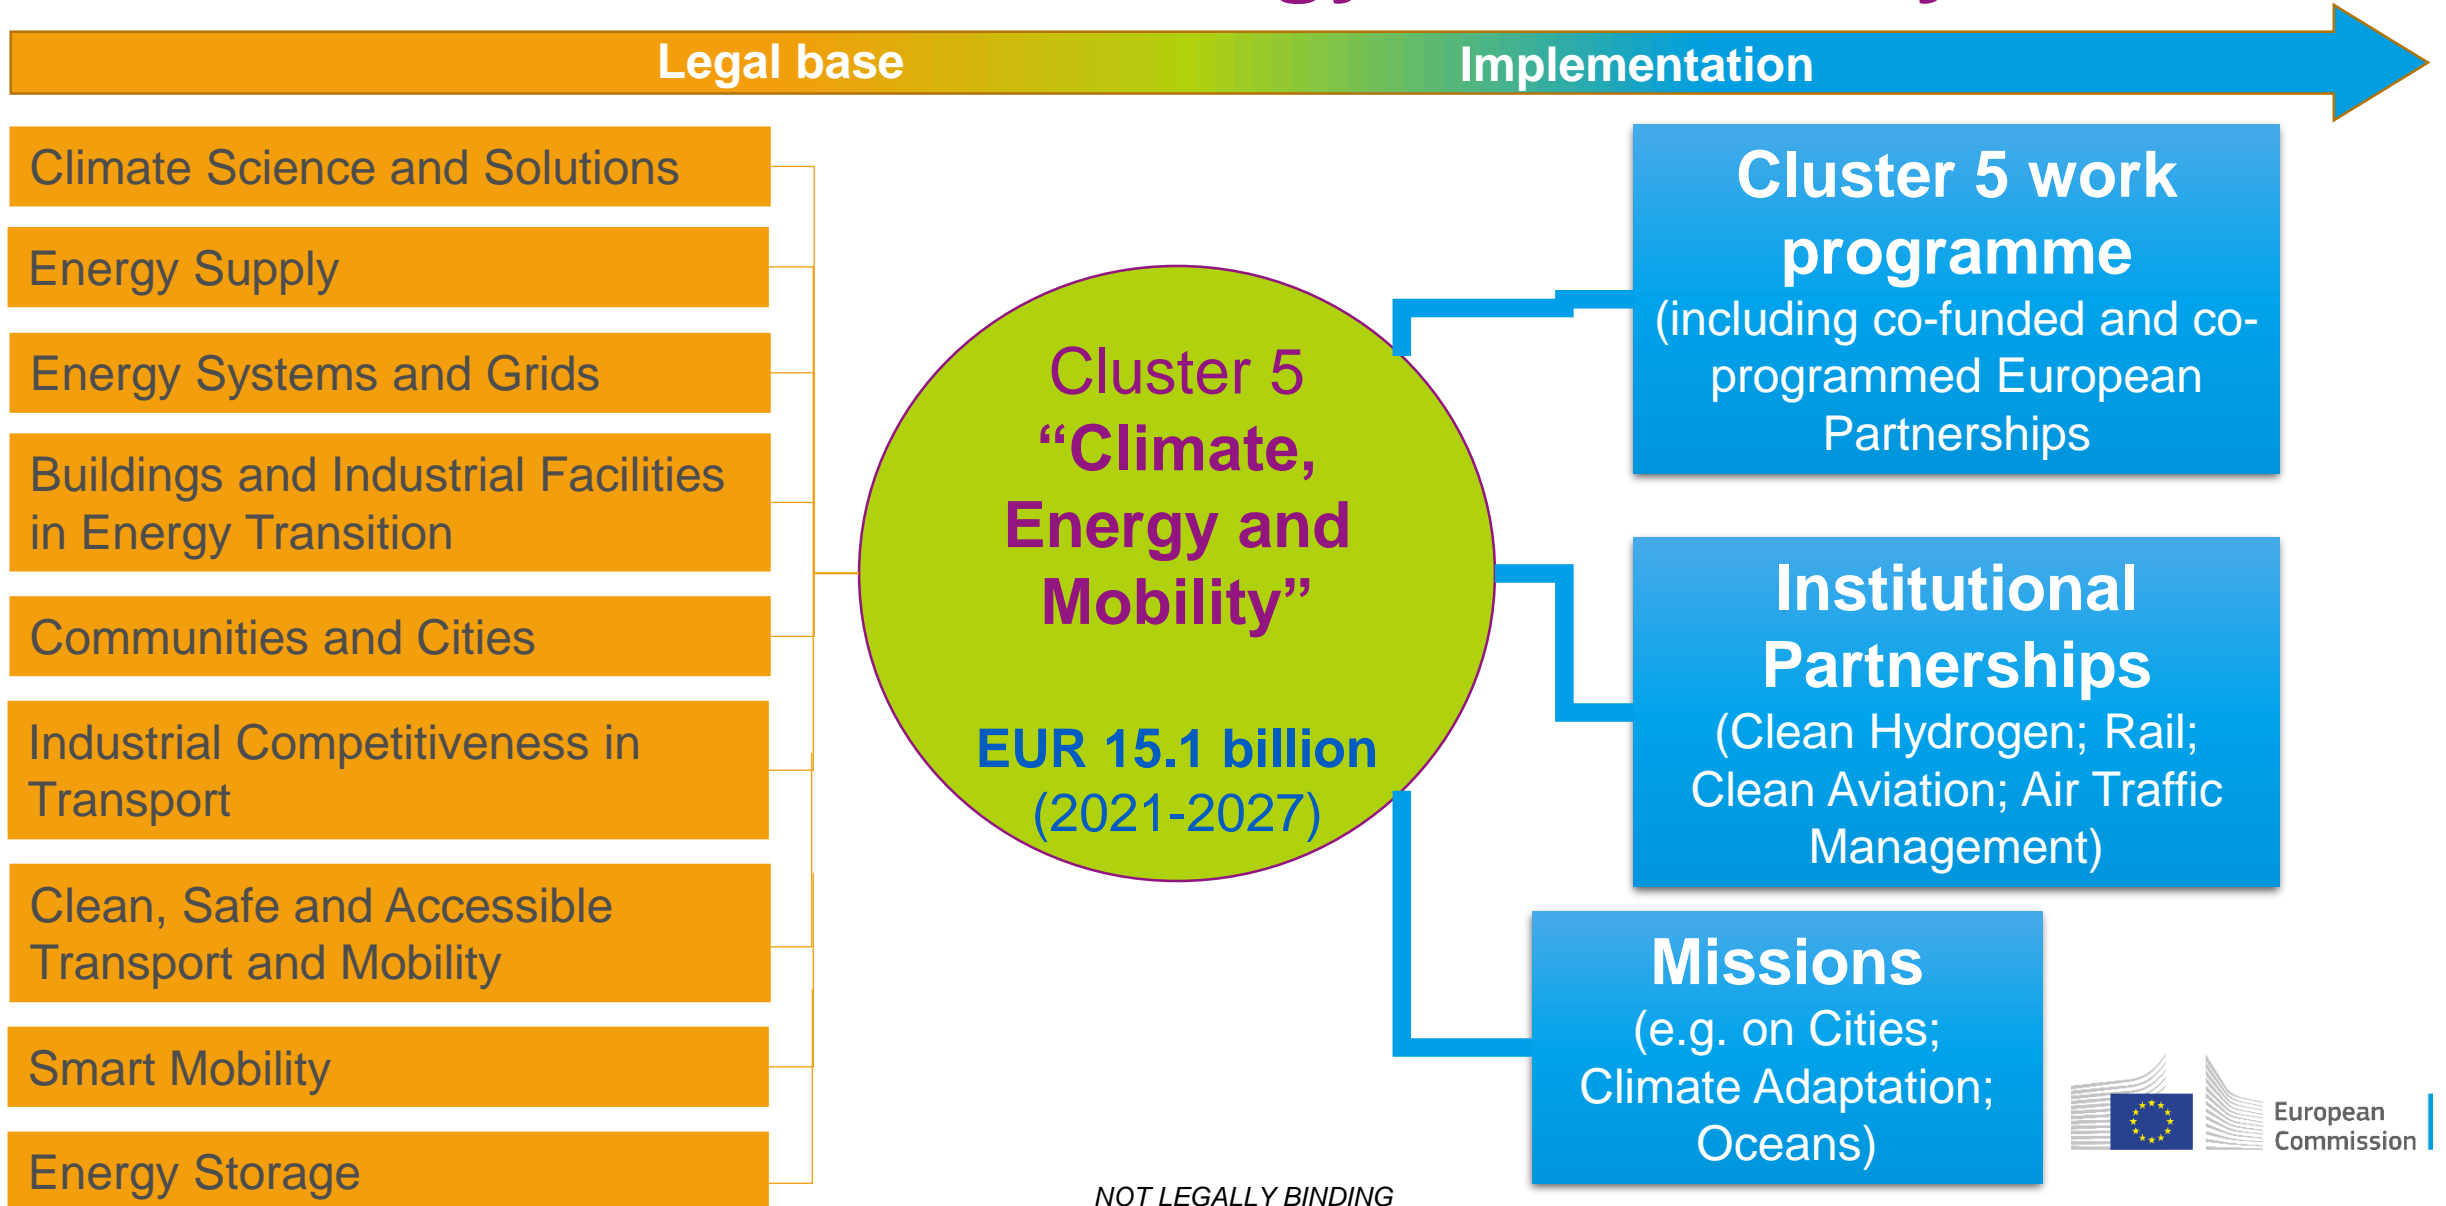 Legal base
Implementation
Climate Science and Solutions
Energy Supply
Energy Systems and Grids
Buildings and Industrial Facilities
in Energy Transition
Communities and Cities
Industrial Competitiveness in
Transport
Clean, Safe and Accessible
Transport and Mobility
Smart Mobility
Energy Storage
Cluster 5
“Climate,
Energy and
Mobility”
EUR 15.1 billion
(2021-2027)
Cluster 5 work
programme
(including co-funded and co-
programmed European
Partnerships
Institutional
Partnerships
(Clean Hydrogen; Rail;
Clean Aviation; Air Traffic
Management)
Missions
(e.g. on Cities;
Climate Adaptation;
Oceans)
European
Commission
NOT LEGALLY BINDING